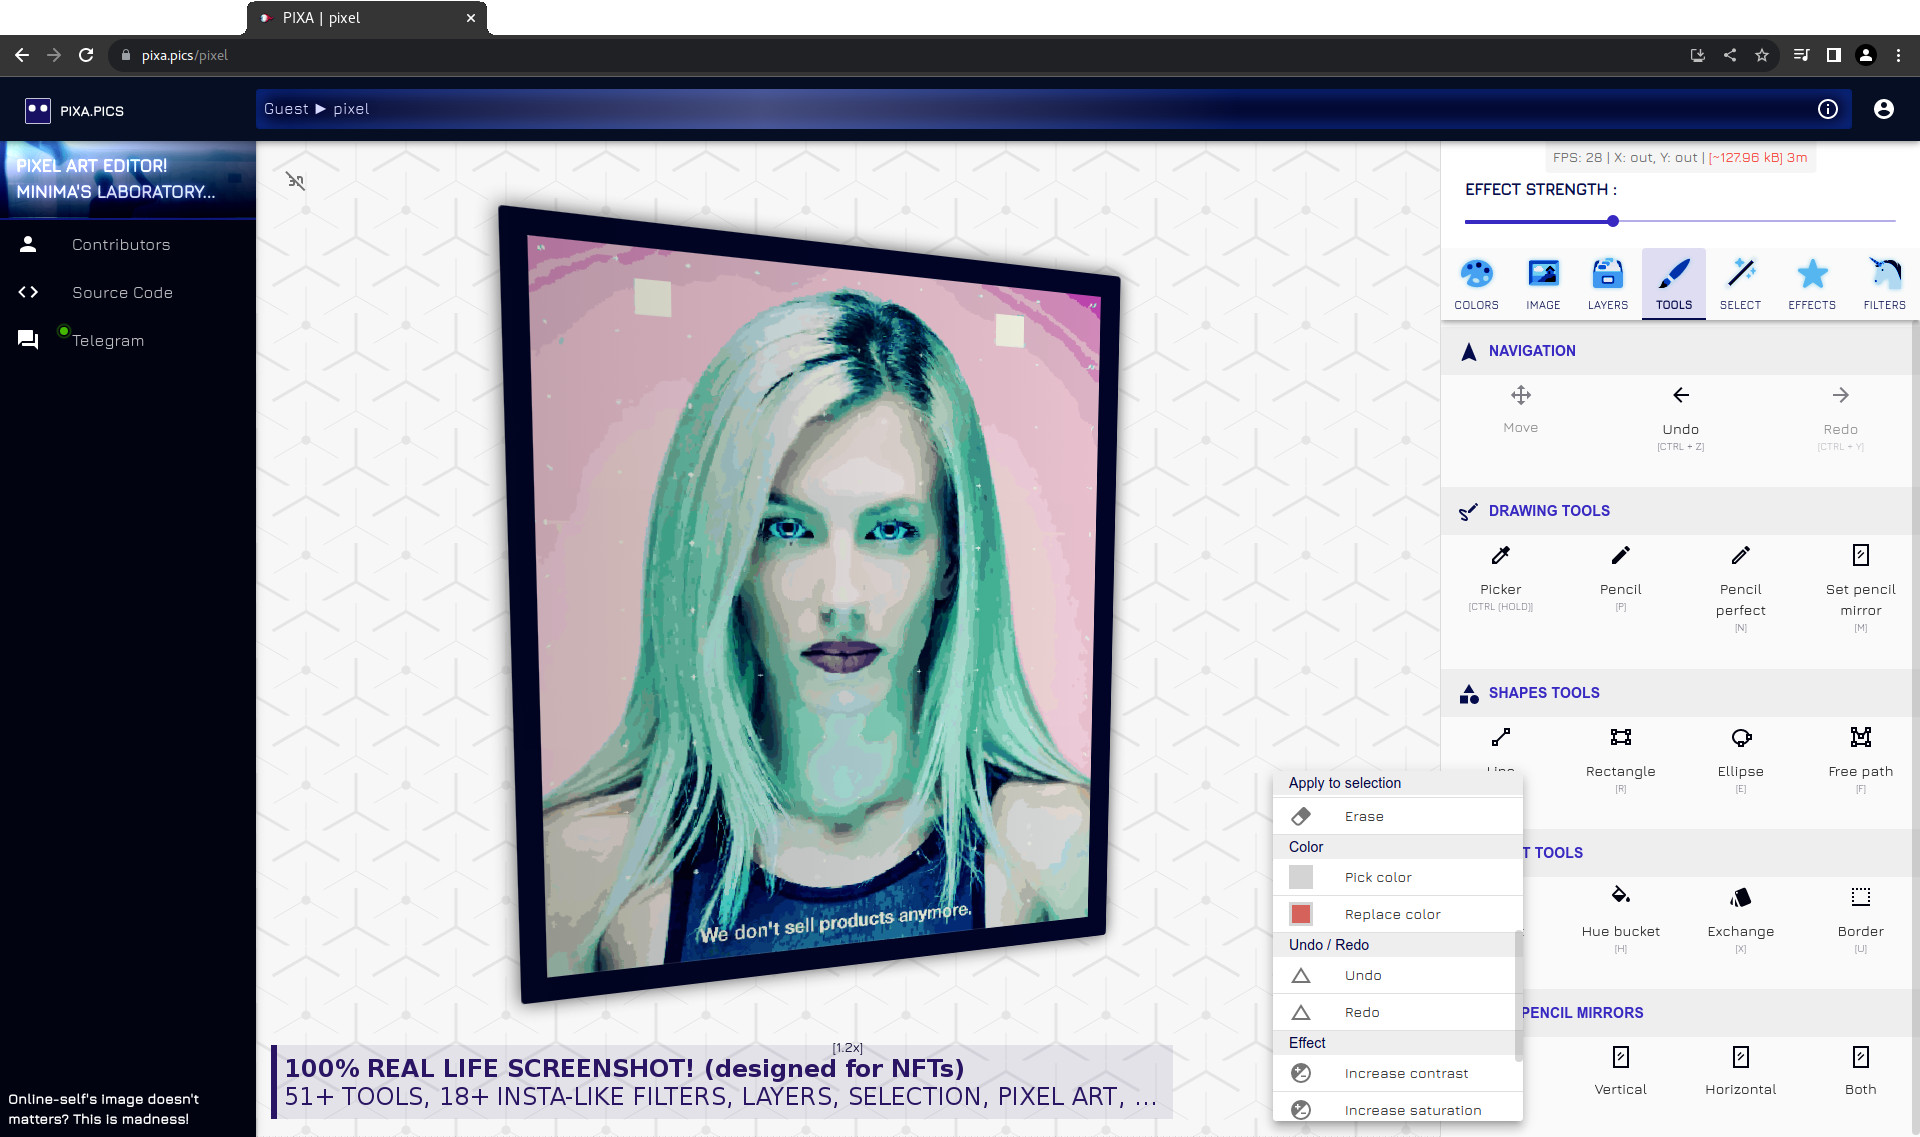 PIXA | pixel
pixa.pics/pixel
PIXA.PICS
Guest ► pixel
PIXEL ART EDITOR!
MINIMA'S LABORATORY...
Contributors
Source Code
Telegram
Online-self's image doesn't
matters? This is madness!
We don't sell products anymore.
[1.2x]
100% REAL LIFE SCREENSHOT! (designed for NFTs)
51+ TOOLS, 18+ INSTA-LIKE FILTERS, LAYERS, SELECTION, PIXEL ART, ...
FPS: 28 | X: out, Y: out | [~127.96 kB] 3m
EFFECT STRENGTH :
COLORS IMAGE LAYERS TOOLS SELECT EFFECTS FILTERS
NAVIGATION
Move Undo Redo
[CTRL + Z] [CTRL + Y]
DRAWING TOOLS
Picker Pencil Pencil perfect Set pencil mirror
[CTRL (HOLD)] [P] [N] [M]
SHAPES TOOLS
Rectangle Ellipse Free path
[R] [E] [F]
T TOOLS
Hue bucket Exchange Border
[H] [X] [U]
PENCIL MIRRORS
Vertical Horizontal Both
Apply to selection
Erase
Color
Pick color
Replace color
Undo / Redo
Undo
Redo
Effect
Increase contrast
Increase saturation